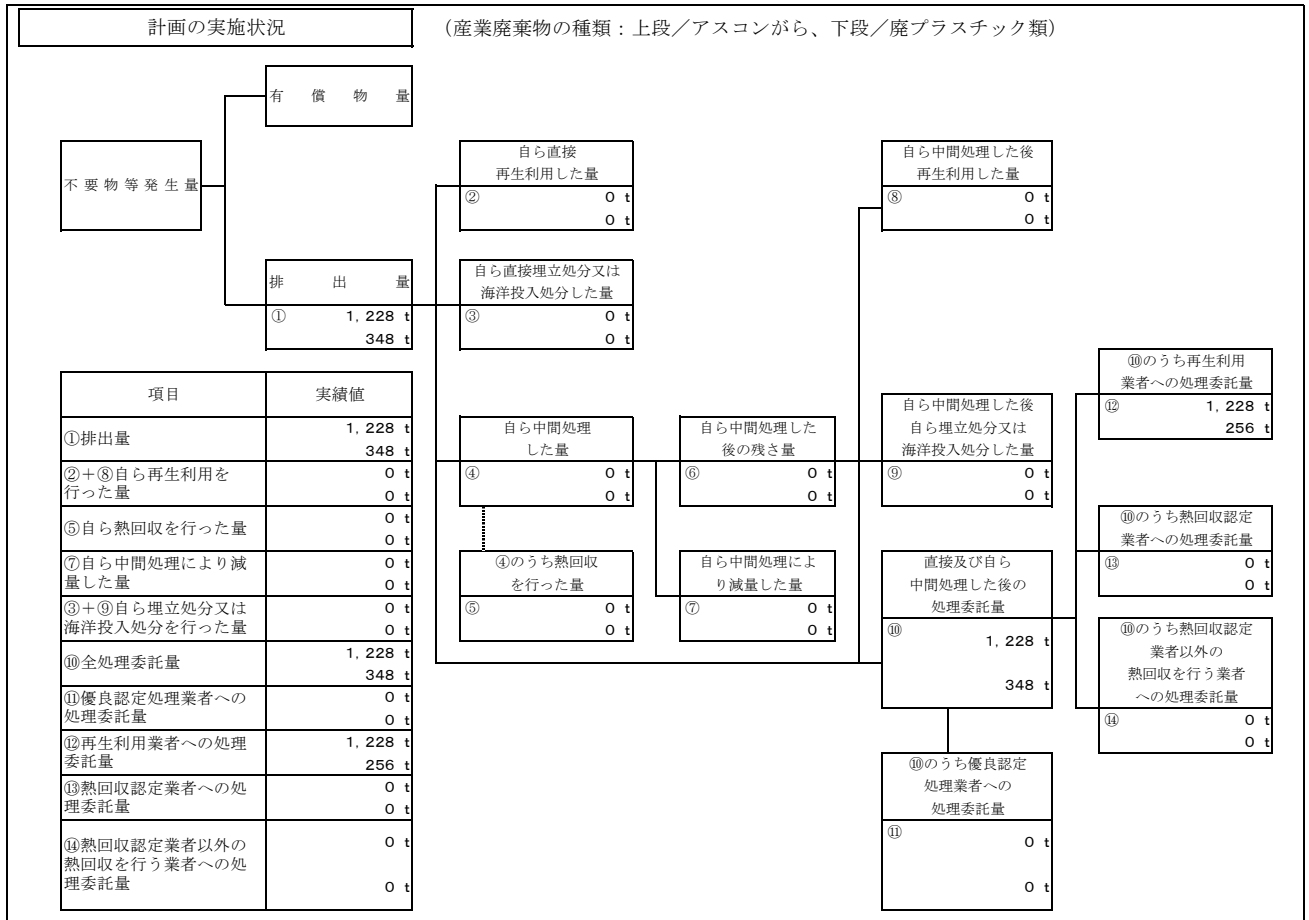 計画の実施状況
(産業廃棄物の種類：上段／アスコンがら、下段／廃プラスチック類)
有償物量
不要物等発生量
自ら直接
再生利用した量
② 0 t
0 t
自ら中間処理した後
再生利用した量
⑧ 0 t
0 t
排出量
① 1,228 t
348 t
自ら直接埋立処分又は
海洋投入処分した量
③ 0 t
0 t
項目 実績値
①排出量
1,228 t
348 t
②＋⑧自ら再生利用を
行った量
0 t
0 t
⑤自ら熱回収を行った量
0 t
0 t
⑦自ら中間処理により減
量した量
0 t
0 t
③＋⑨自ら埋立処分又は
海洋投入処分を行った量
0 t
0 t
⑩全処理委託量
1,228 t
348 t
⑪優良認定処理業者への
処理委託量
0 t
0 t
⑫再生利用業者への処理
委託量
1,228 t
256 t
⑬熱回収認定業者への処
理委託量
0 t
0 t
⑭熱回収認定業者以外の
熱回収を行う業者への処
理委託量
0 t
0 t
自ら中間処理
した量
④ 0 t
0 t
④のうち熱回収
を行った量
⑤ 0 t
0 t
自ら中間処理した
後の残さ量
⑥ 0 t
0 t
自ら中間処理によ
り減量した量
⑦ 0 t
0 t
自ら中間処理した後
自ら埋立処分又は
海洋投入処分した量
⑨ 0 t
0 t
直接及び自ら
中間処理した後の
処理委託量
⑩
1,228 t
348 t
⑩のうち優良認定
処理業者への
処理委託量
⑪
0 t
0 t
⑩のうち再生利用
業者への処理委託量
⑫ 1,228 t
256 t
⑩のうち熱回収認定
業者への処理委託量
⑬ 0 t
0 t
⑩のうち熱回収認定
業者以外の
熱回収を行う業者
への処理委託量
⑭ 0 t
0 t